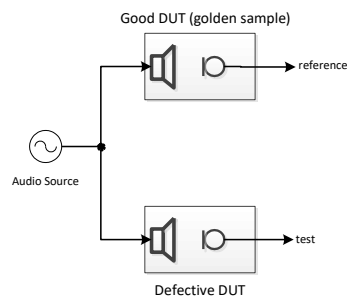 Good DUT (golden sample)
reference
Audio Source
test
Defective DUT